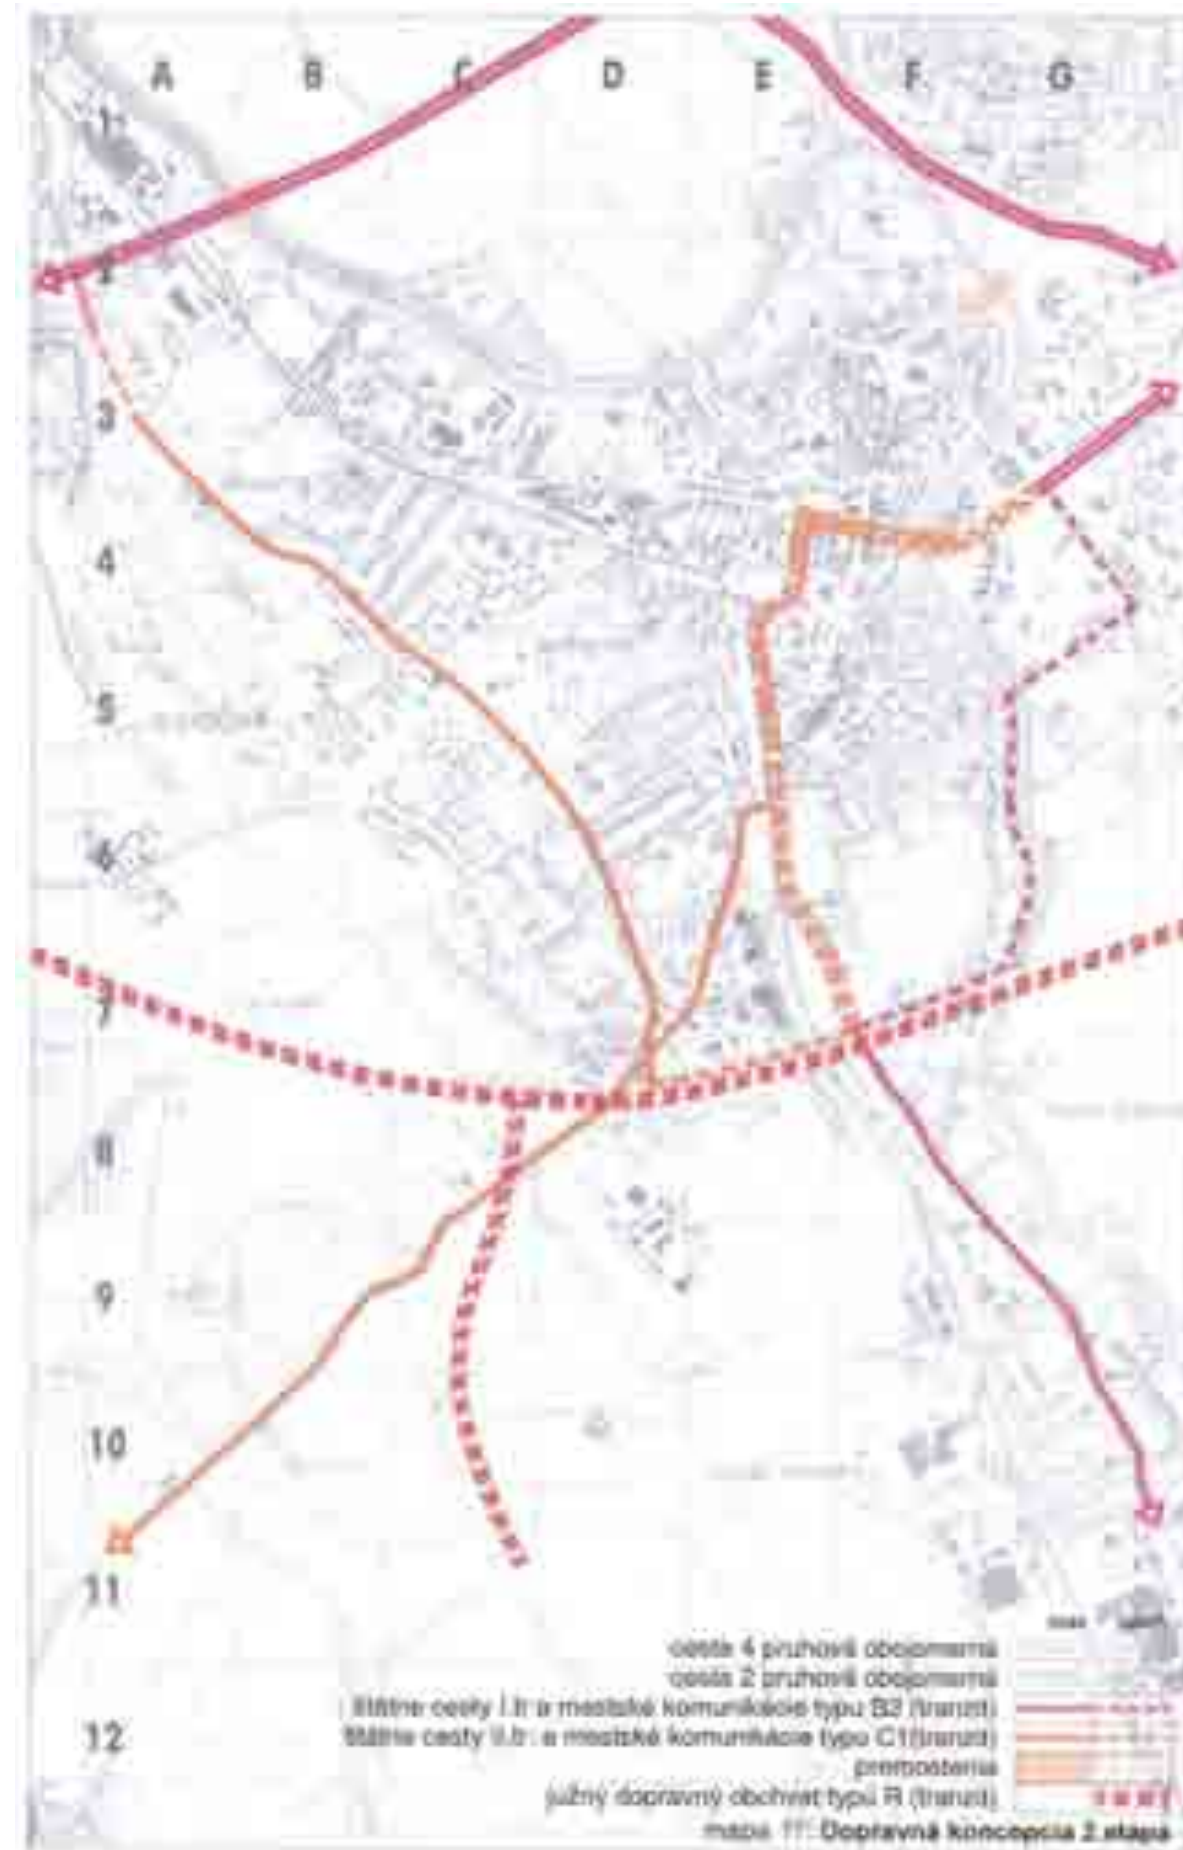 A B C D E F G
1
2
3
4
5
6
7
8
9
10
11
12
cesta 4 pruhová obojsmerná
cesta 2 pruhová obojsmerná
štátne cesty I.tr a mestské komunikácie typu B2 (tranzit)
štátne cesty II.tr. a mestské komunikácie typu C1(tranzit)
premostenia
južný dopravný obchvat typu R (tranzit)
mapa 11: Dopravná koncepcia 2.etapa